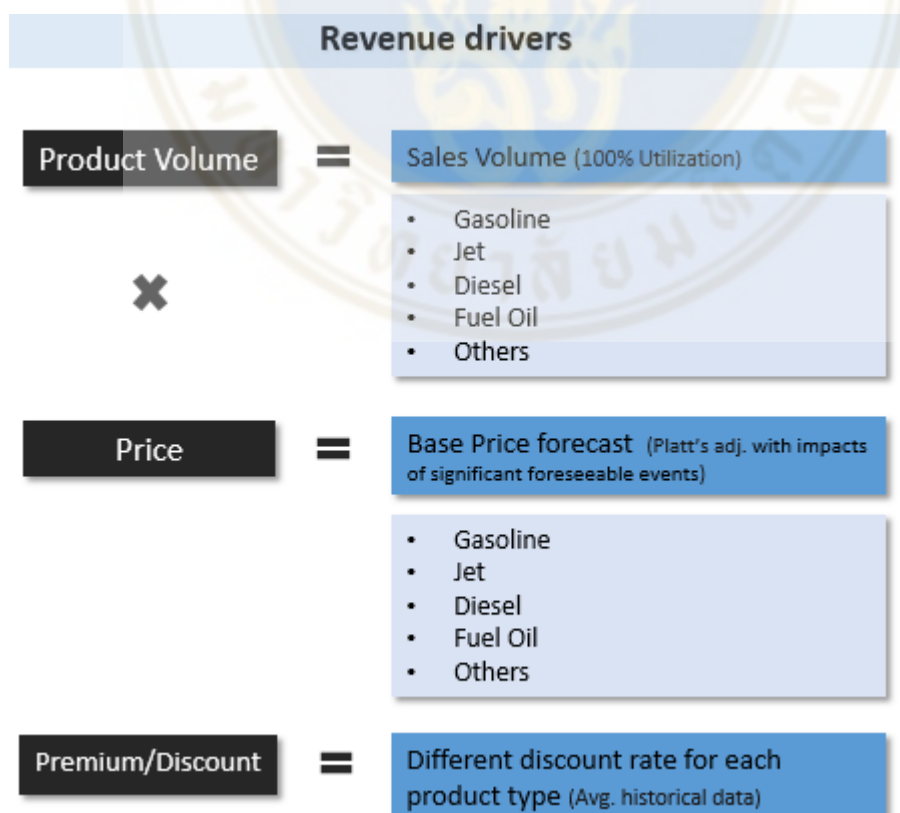 Revenue drivers
Product Volume = Sales Volume (100% Utilization)
• Gasoline
• Jet
• Diesel
• Fuel Oil
• Others
✖
Price = Base Price forecast (Platt's adj. with impacts
of significant foreseeable events)
• Gasoline
• Jet
• Diesel
• Fuel Oil
• Others
Premium/Discount = Different discount rate for each
product type (Avg. historical data)